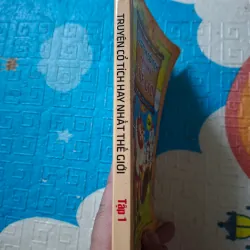 TRUYỆN CỔ TÍCH HAY NHẤT THẾ GIỚI Tập 1